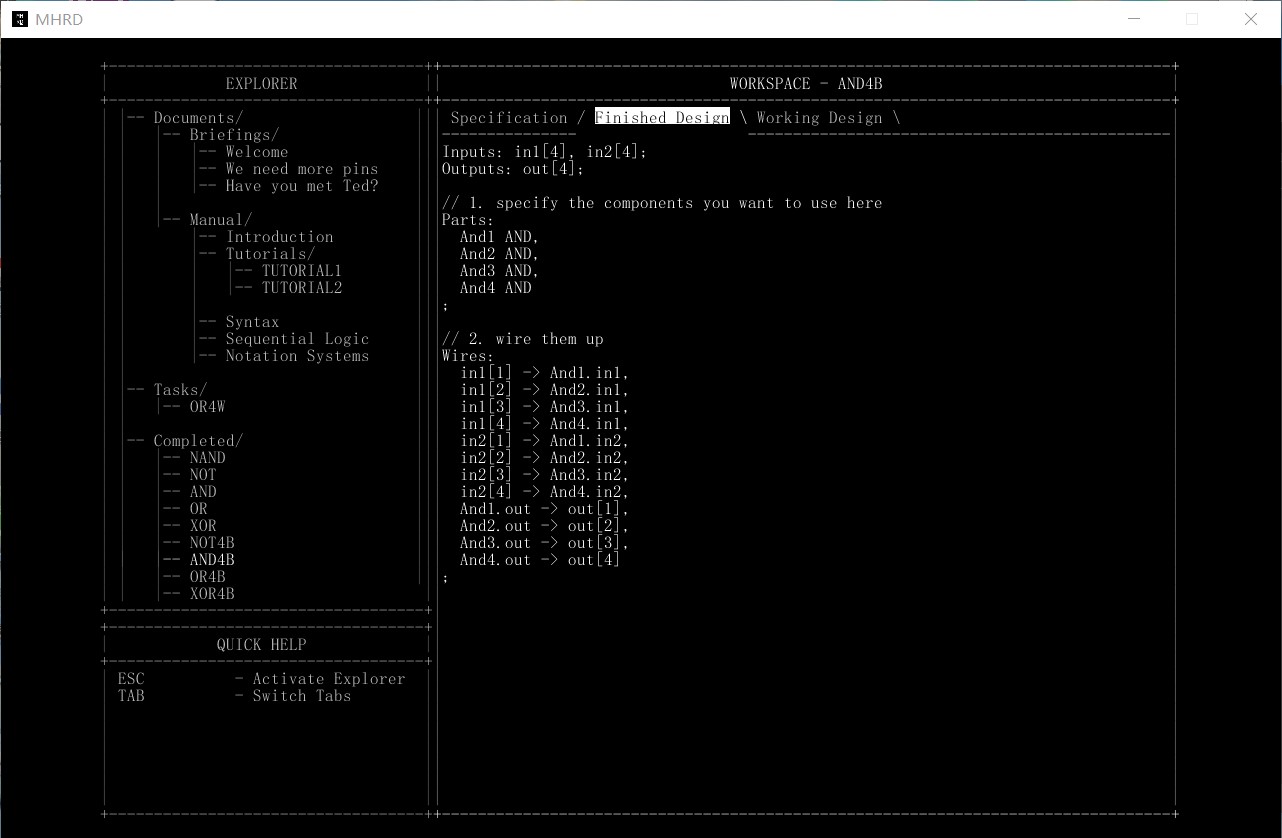 MHRD
EXPLORER
-- Documents/
-- Briefings/
-- Welcome
-- We need more pins
-- Have you met Ted?
-- Manual/
-- Introduction
-- Tutorials/
-- TUTORIAL1
-- TUTORIAL2
-- Syntax
-- Sequential Logic
-- Notation Systems
-- Tasks/
-- OR4W
-- Completed/
-- NAND
-- NOT
-- AND
-- OR
-- XOR
-- NOT4B
-- AND4B
-- OR4B
-- XOR4B
QUICK HELP
ESC - Activate Explorer
TAB - Switch Tabs
WORKSPACE - AND4B
Specification / Finished Design \ Working Design \
Inputs: in1[4], in2[4];
Outputs: out[4];
// 1. specify the components you want to use here
Parts:
And1 AND,
And2 AND,
And3 AND,
And4 AND
;
// 2. wire them up
Wires:
in1[1] -> And1.in1,
in1[2] -> And2.in1,
in1[3] -> And3.in1,
in1[4] -> And4.in1,
in2[1] -> And1.in2,
in2[2] -> And2.in2,
in2[3] -> And3.in2,
in2[4] -> And4.in2,
And1.out -> out[1],
And2.out -> out[2],
And3.out -> out[3],
And4.out -> out[4]
;